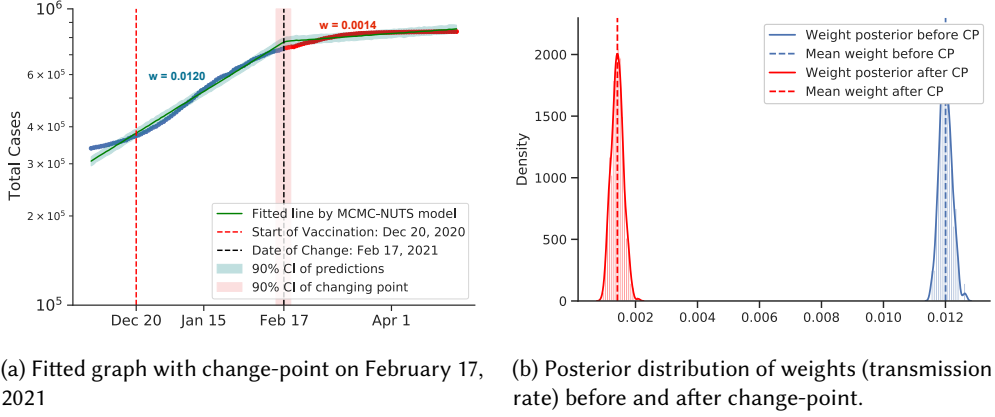 10⁶
6 × 10⁵
4 × 10⁵
3 × 10⁵
2 × 10⁵
10⁵
Total Cases
w = 0.0120
w = 0.0014
Fitted line by MCMC-NUTS model
Start of Vaccination: Dec 20, 2020
Date of Change: Feb 17, 2021
90% CI of predictions
90% CI of changing point
Dec 20 Jan 15 Feb 17 Apr 1
(a) Fitted graph with change-point on February 17,
2021
2000
1500
1000
500
0
Density
Weight posterior before CP
Mean weight before CP
Weight posterior after CP
Mean weight after CP
0.002 0.004 0.006 0.008 0.010 0.012
(b) Posterior distribution of weights (transmission
rate) before and after change-point.